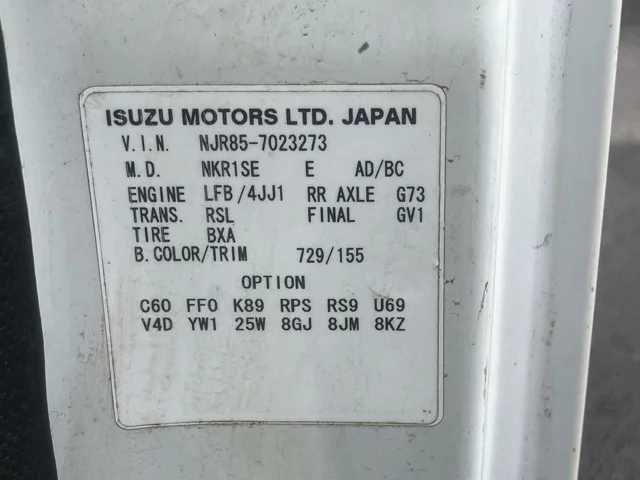 ISUZU MOTORS LTD. JAPAN
V.I.N. NJR85-7023273
M.D. NKR1SE E AD/BC
ENGINE LFB/4JJ1 RR AXLE G73
TRANS. RSL FINAL GV1
TIRE BXA
B.COLOR/TRIM 729/155
OPTION
C60 FF0 K89 RPS RS9 U69
V4D YW1 25W 8GJ 8JM 8KZ